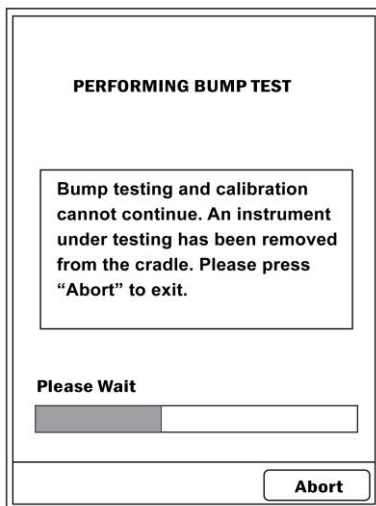 PERFORMING BUMP TEST
Bump testing and calibration
cannot continue. An instrument
under testing has been removed
from the cradle. Please press
“Abort” to exit.
Please Wait
Abort